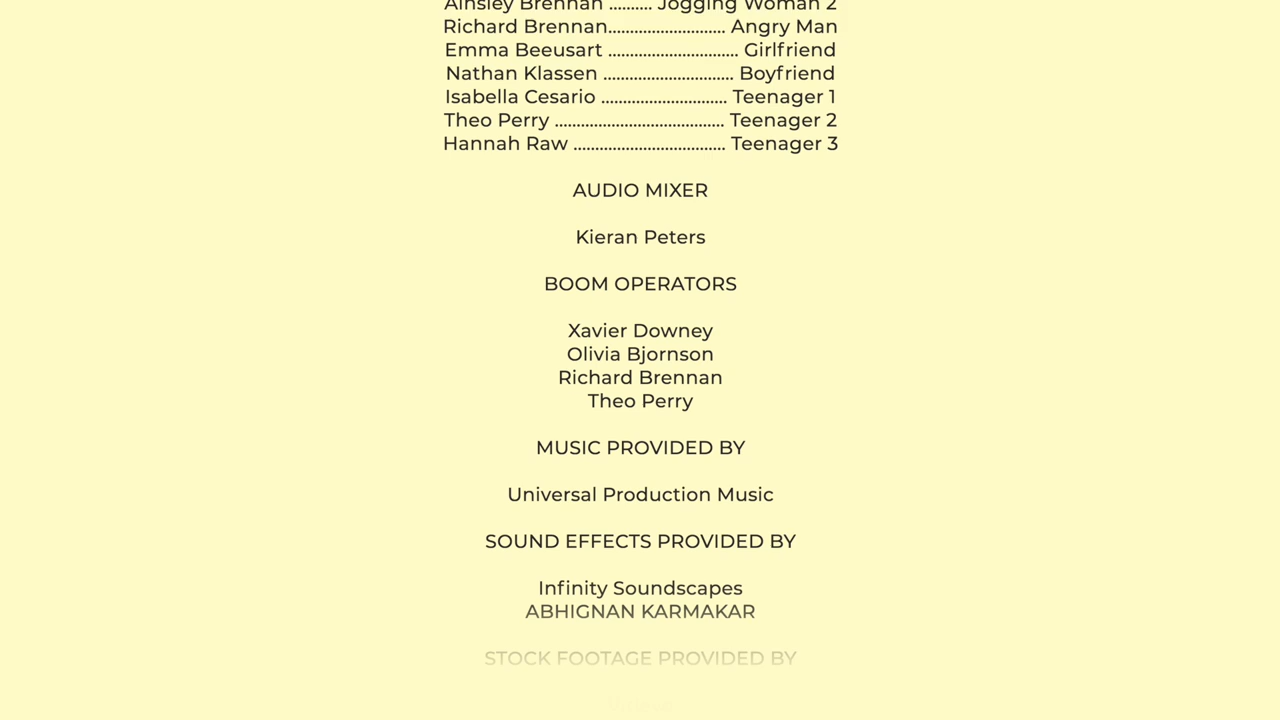 Ainsley Brennan .......... Jogging Woman 2
Richard Brennan........................... Angry Man
Emma Beeusart .............................. Girlfriend
Nathan Klassen .............................. Boyfriend
Isabella Cesario ............................. Teenager 1
Theo Perry ....................................... Teenager 2
Hannah Raw ................................... Teenager 3
AUDIO MIXER
Kieran Peters
BOOM OPERATORS
Xavier Downey
Olivia Bjornson
Richard Brennan
Theo Perry
MUSIC PROVIDED BY
Universal Production Music
SOUND EFFECTS PROVIDED BY
Infinity Soundscapes
ABHIGNAN KARMAKAR
STOCK FOOTAGE PROVIDED BY